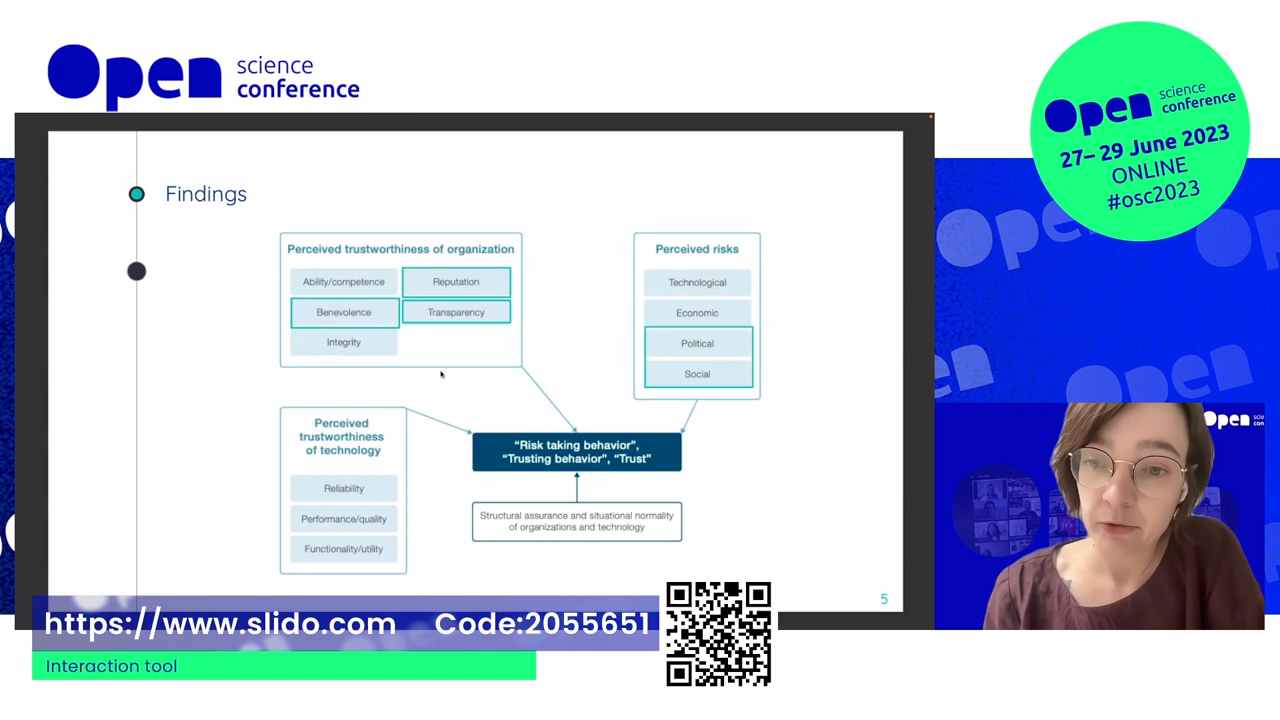 Open science
conference
Open science
conference
27– 29 June 2023
ONLINE
#osc2023
Findings
Perceived trustworthiness of organization
Ability/competence
Reputation
Benevolence
Transparency
Integrity
Perceived risks
Technological
Economic
Political
Social
Perceived
trustworthiness
of technology
Reliability
Performance/quality
Functionality/utility
“Risk taking behavior”,
“Trusting behavior”, “Trust”
Structural assurance and situational normality
of organizations and technology
5
Open scie
con
https://www.slido.com Code:2055651
Interaction tool